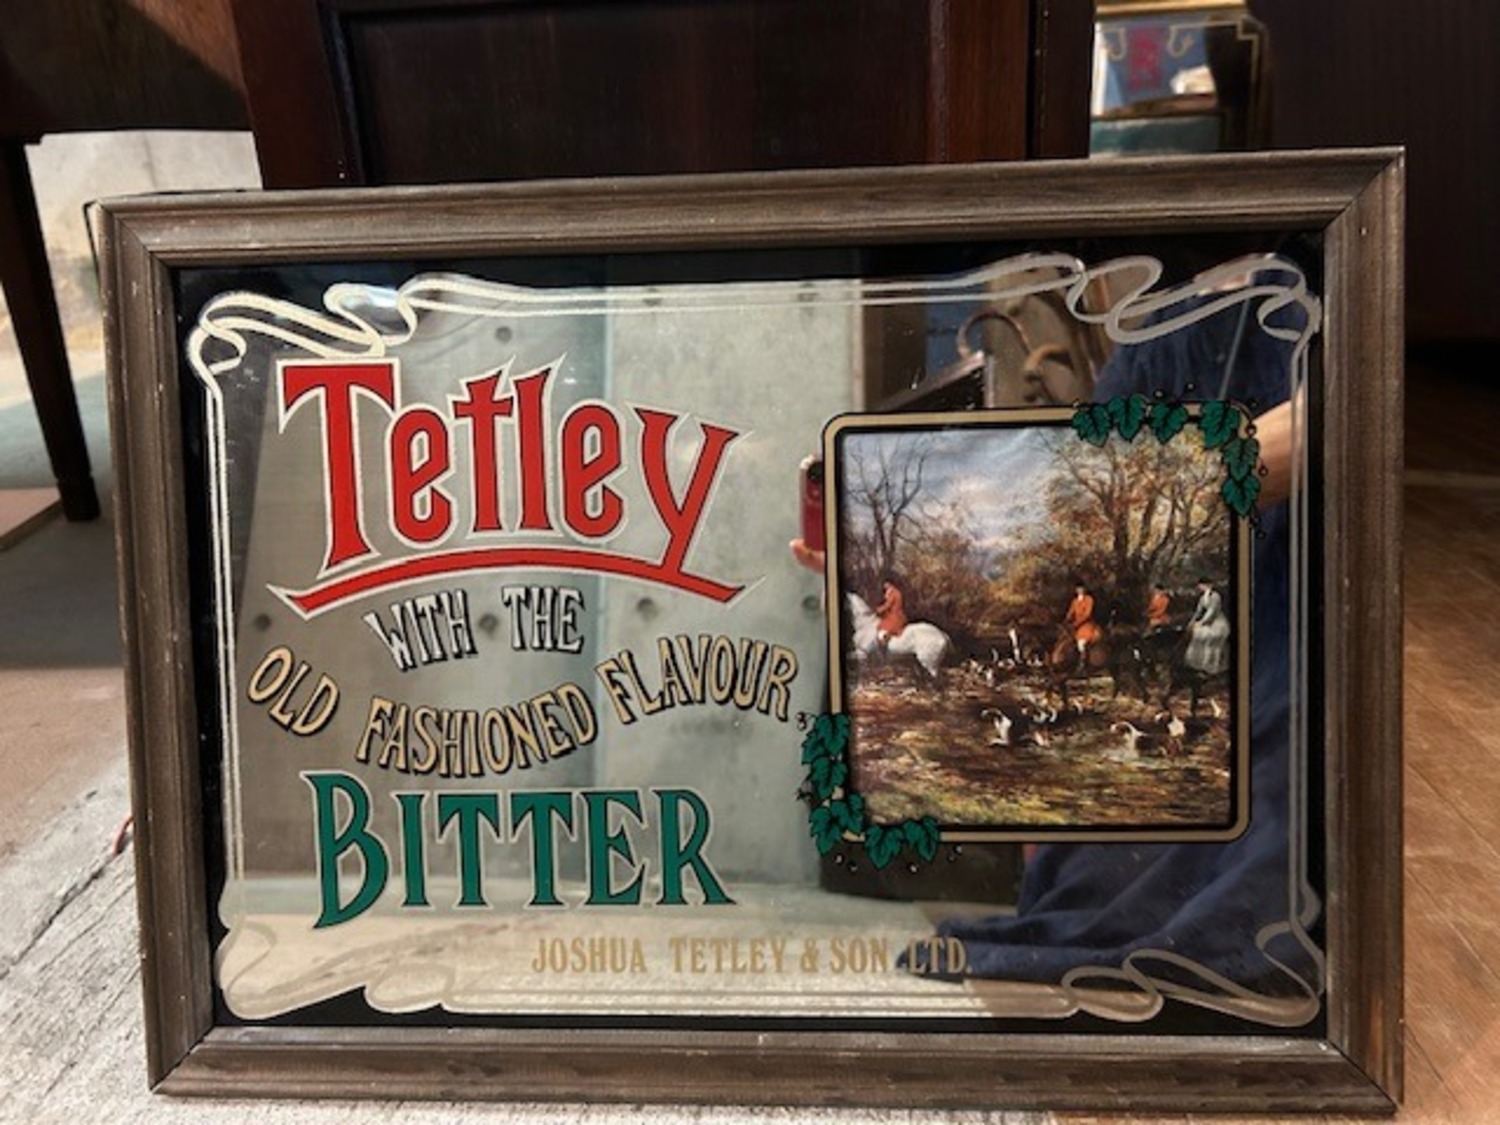 Tetley
WITH THE
OLD FASHIONED FLAVOUR
BITTER
JOSHUA TETLEY & SON LTD.